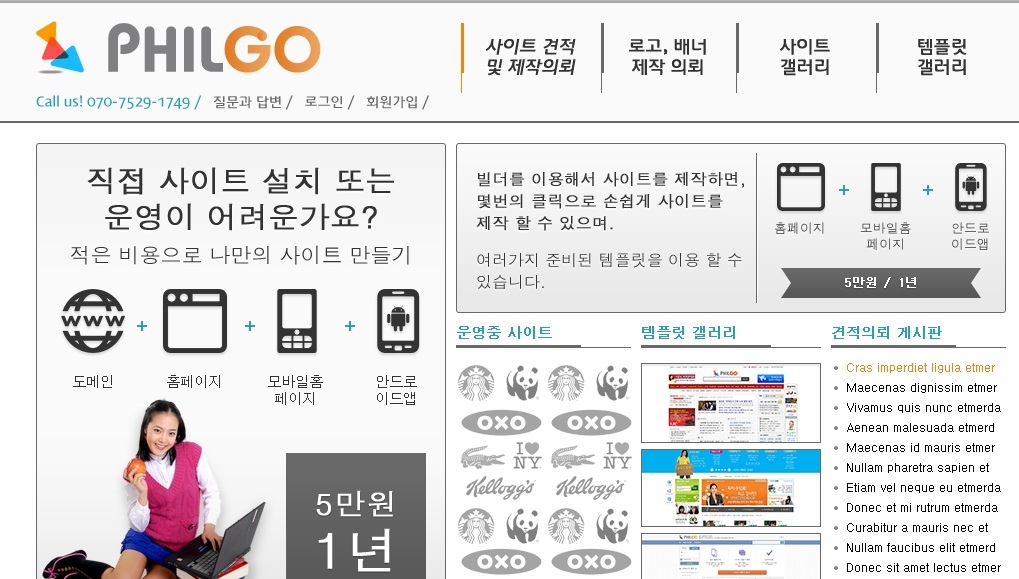 PHILGO
사이트 견적
및 제작의뢰
로고, 배너
제작 의뢰
사이트
갤러리
템플릿
갤러리
Call us! 070-7529-1749 / 질문과 답변 / 로그인 / 회원가입 /
직접 사이트 설치 또는
운영이 어려운가요?
적은 비용으로 나만의 사이트 만들기
WWW
도메인
홈페이지
모바일홈
페이지
안드로
이드앱
5만원
1년
빌더를 이용해서 사이트를 제작하면,
몇번의 클릭으로 손쉽게 사이트를
제작 할 수 있으며.
여러가지 준비된 템플릿을 이용 할 수
있습니다.
홈페이지
모바일홈
페이지
안드로
이드앱
5만원 / 1년
운영중 사이트
OXO OXO
I ♥ NY I ♥ NY
Kellogg's Kellogg's
OXO OXO
템플릿 갤러리
PHILGO
PHILGO
견적의뢰 게시판
Cras imperdiet ligula etmer
Maecenas dignissim etmer
Vivamus quis nunc etmerda
Aenean malesuada etmerd
Maecenas id mauris etmer
Nullam pharetra sapien et
Etiam vel neque eu etmerda
Donec et mi rutrum etmerda
Curabitur a mauris nec et
Nullam faucibus elit etmerd
Donec sit amet lectus etmer